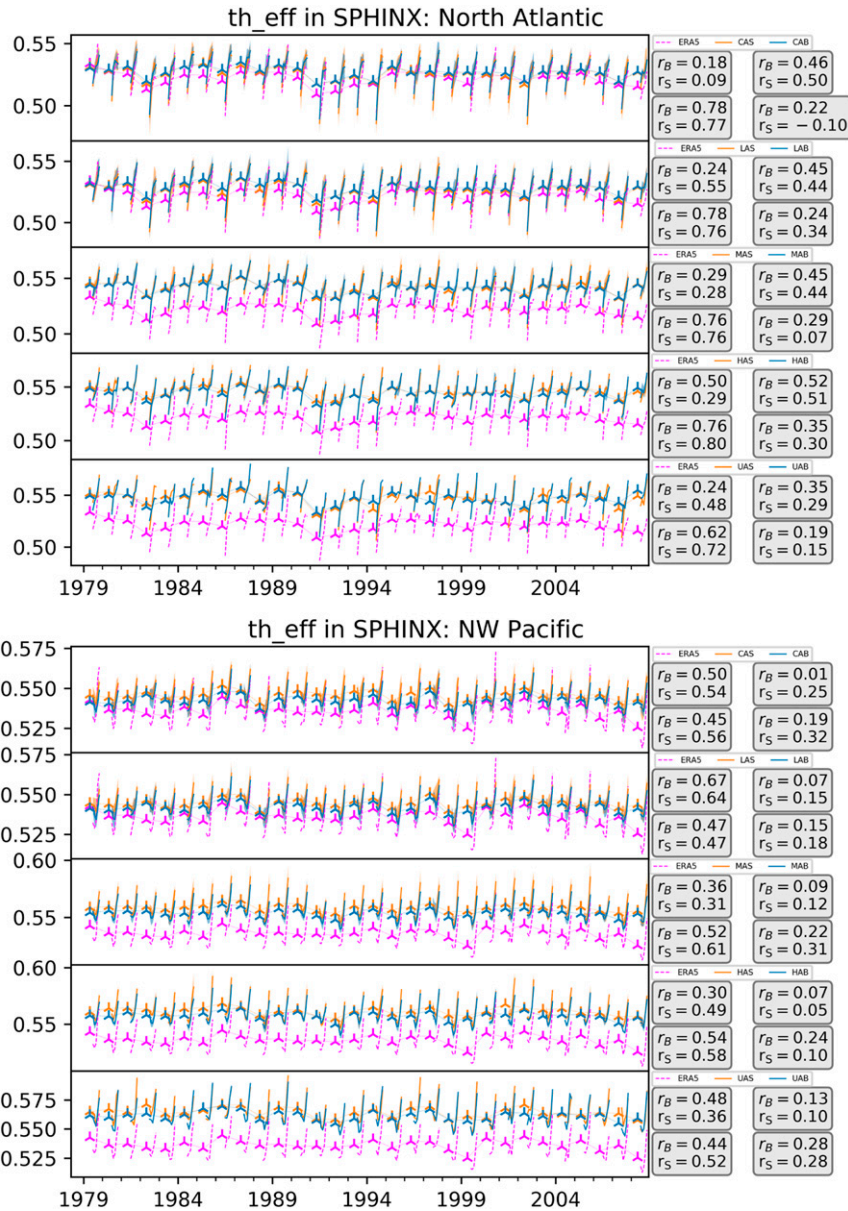 th_eff in SPHINX: North Atlantic
0.55
0.50
ERA5 CAS CAB
r_B = 0.18 r_B = 0.46
r_S = 0.09 r_S = 0.50
r_B = 0.78 r_B = 0.22
r_S = 0.77 r_S = −0.10
0.55
0.50
ERA5 LAS LAB
r_B = 0.24 r_B = 0.45
r_S = 0.55 r_S = 0.44
r_B = 0.78 r_B = 0.24
r_S = 0.76 r_S = 0.34
0.55
0.50
ERA5 MAS MAB
r_B = 0.29 r_B = 0.45
r_S = 0.28 r_S = 0.44
r_B = 0.76 r_B = 0.29
r_S = 0.76 r_S = 0.07
0.55
0.50
ERA5 HAS HAB
r_B = 0.50 r_B = 0.52
r_S = 0.29 r_S = 0.51
r_B = 0.76 r_B = 0.35
r_S = 0.80 r_S = 0.30
0.55
0.50
ERA5 UAS UAB
r_B = 0.24 r_B = 0.35
r_S = 0.48 r_S = 0.29
r_B = 0.62 r_B = 0.19
r_S = 0.72 r_S = 0.15
1979 1984 1989 1994 1999 2004
th_eff in SPHINX: NW Pacific
0.575
0.550
0.525
ERA5 CAS CAB
r_B = 0.50 r_B = 0.01
r_S = 0.54 r_S = 0.25
r_B = 0.45 r_B = 0.19
r_S = 0.56 r_S = 0.32
0.575
0.550
0.525
ERA5 LAS LAB
r_B = 0.67 r_B = 0.07
r_S = 0.64 r_S = 0.15
r_B = 0.47 r_B = 0.15
r_S = 0.47 r_S = 0.18
0.60
0.55
ERA5 MAS MAB
r_B = 0.36 r_B = 0.09
r_S = 0.31 r_S = 0.12
r_B = 0.52 r_B = 0.22
r_S = 0.61 r_S = 0.31
0.60
0.55
ERA5 HAS HAB
r_B = 0.30 r_B = 0.07
r_S = 0.49 r_S = 0.05
r_B = 0.54 r_B = 0.24
r_S = 0.58 r_S = 0.10
0.575
0.550
0.525
ERA5 UAS UAB
r_B = 0.48 r_B = 0.13
r_S = 0.36 r_S = 0.10
r_B = 0.44 r_B = 0.28
r_S = 0.52 r_S = 0.28
1979 1984 1989 1994 1999 2004